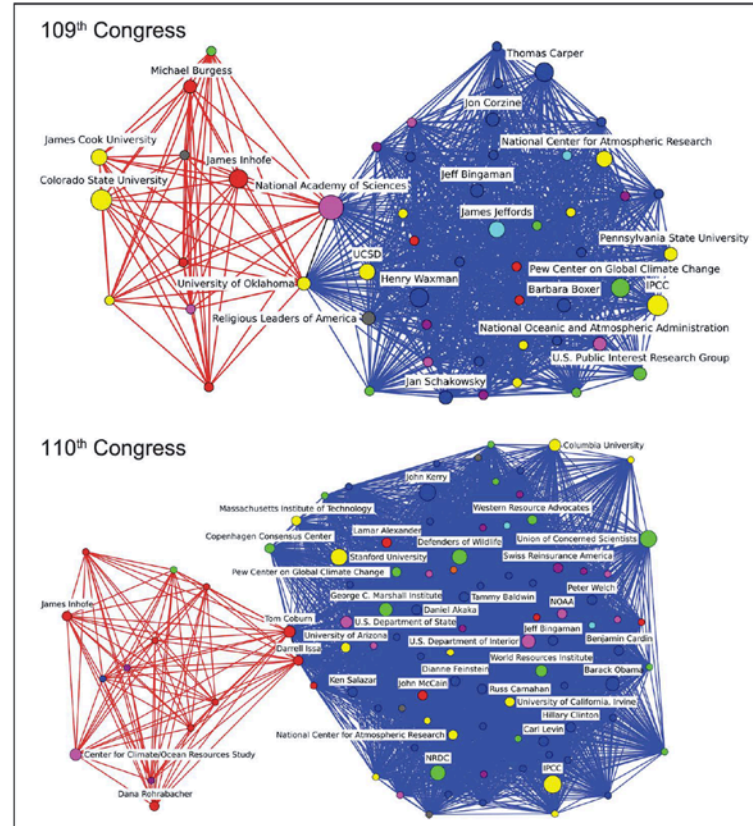 109th Congress
Thomas Carper
Michael Burgess
Jon Corzine
James Cook University
National Center for Atmospheric Research
James Inhofe
Colorado State University
Jeff Bingaman
National Academy of Sciences
James Jeffords
Pennsylvania State University
UCSD
Pew Center on Global Climate Change
University of Oklahoma
Henry Waxman
Barbara Boxer
IPCC
Religious Leaders of America
National Oceanic and Atmospheric Administration
U.S. Public Interest Research Group
Jan Schakowsky
110th Congress
Columbia University
John Kerry
Massachusetts Institute of Technology
Western Resource Advocates
Lamar Alexander
Copenhagen Consensus Center
Defenders of Wildlife
Union of Concerned Scientists
Stanford University
Swiss Reinsurance America
Pew Center on Global Climate Change
Peter Welch
George C. Marshall Institute
Tammy Baldwin
NOAA
James Inhofe
Daniel Akaka
Tom Coburn
U.S. Department of State
Jeff Bingaman
University of Arizona
U.S. Department of Interior
Benjamin Cardin
Darrell Issa
World Resources Institute
Dianne Feinstein
Barack Obama
Ken Salazar
John McCain
Russ Carnahan
University of California, Irvine
Hillary Clinton
National Center for Atmospheric Research
Carl Levin
Center for Climate/Ocean Resources Study
NRDC
IPCC
Dana Rohrabacher